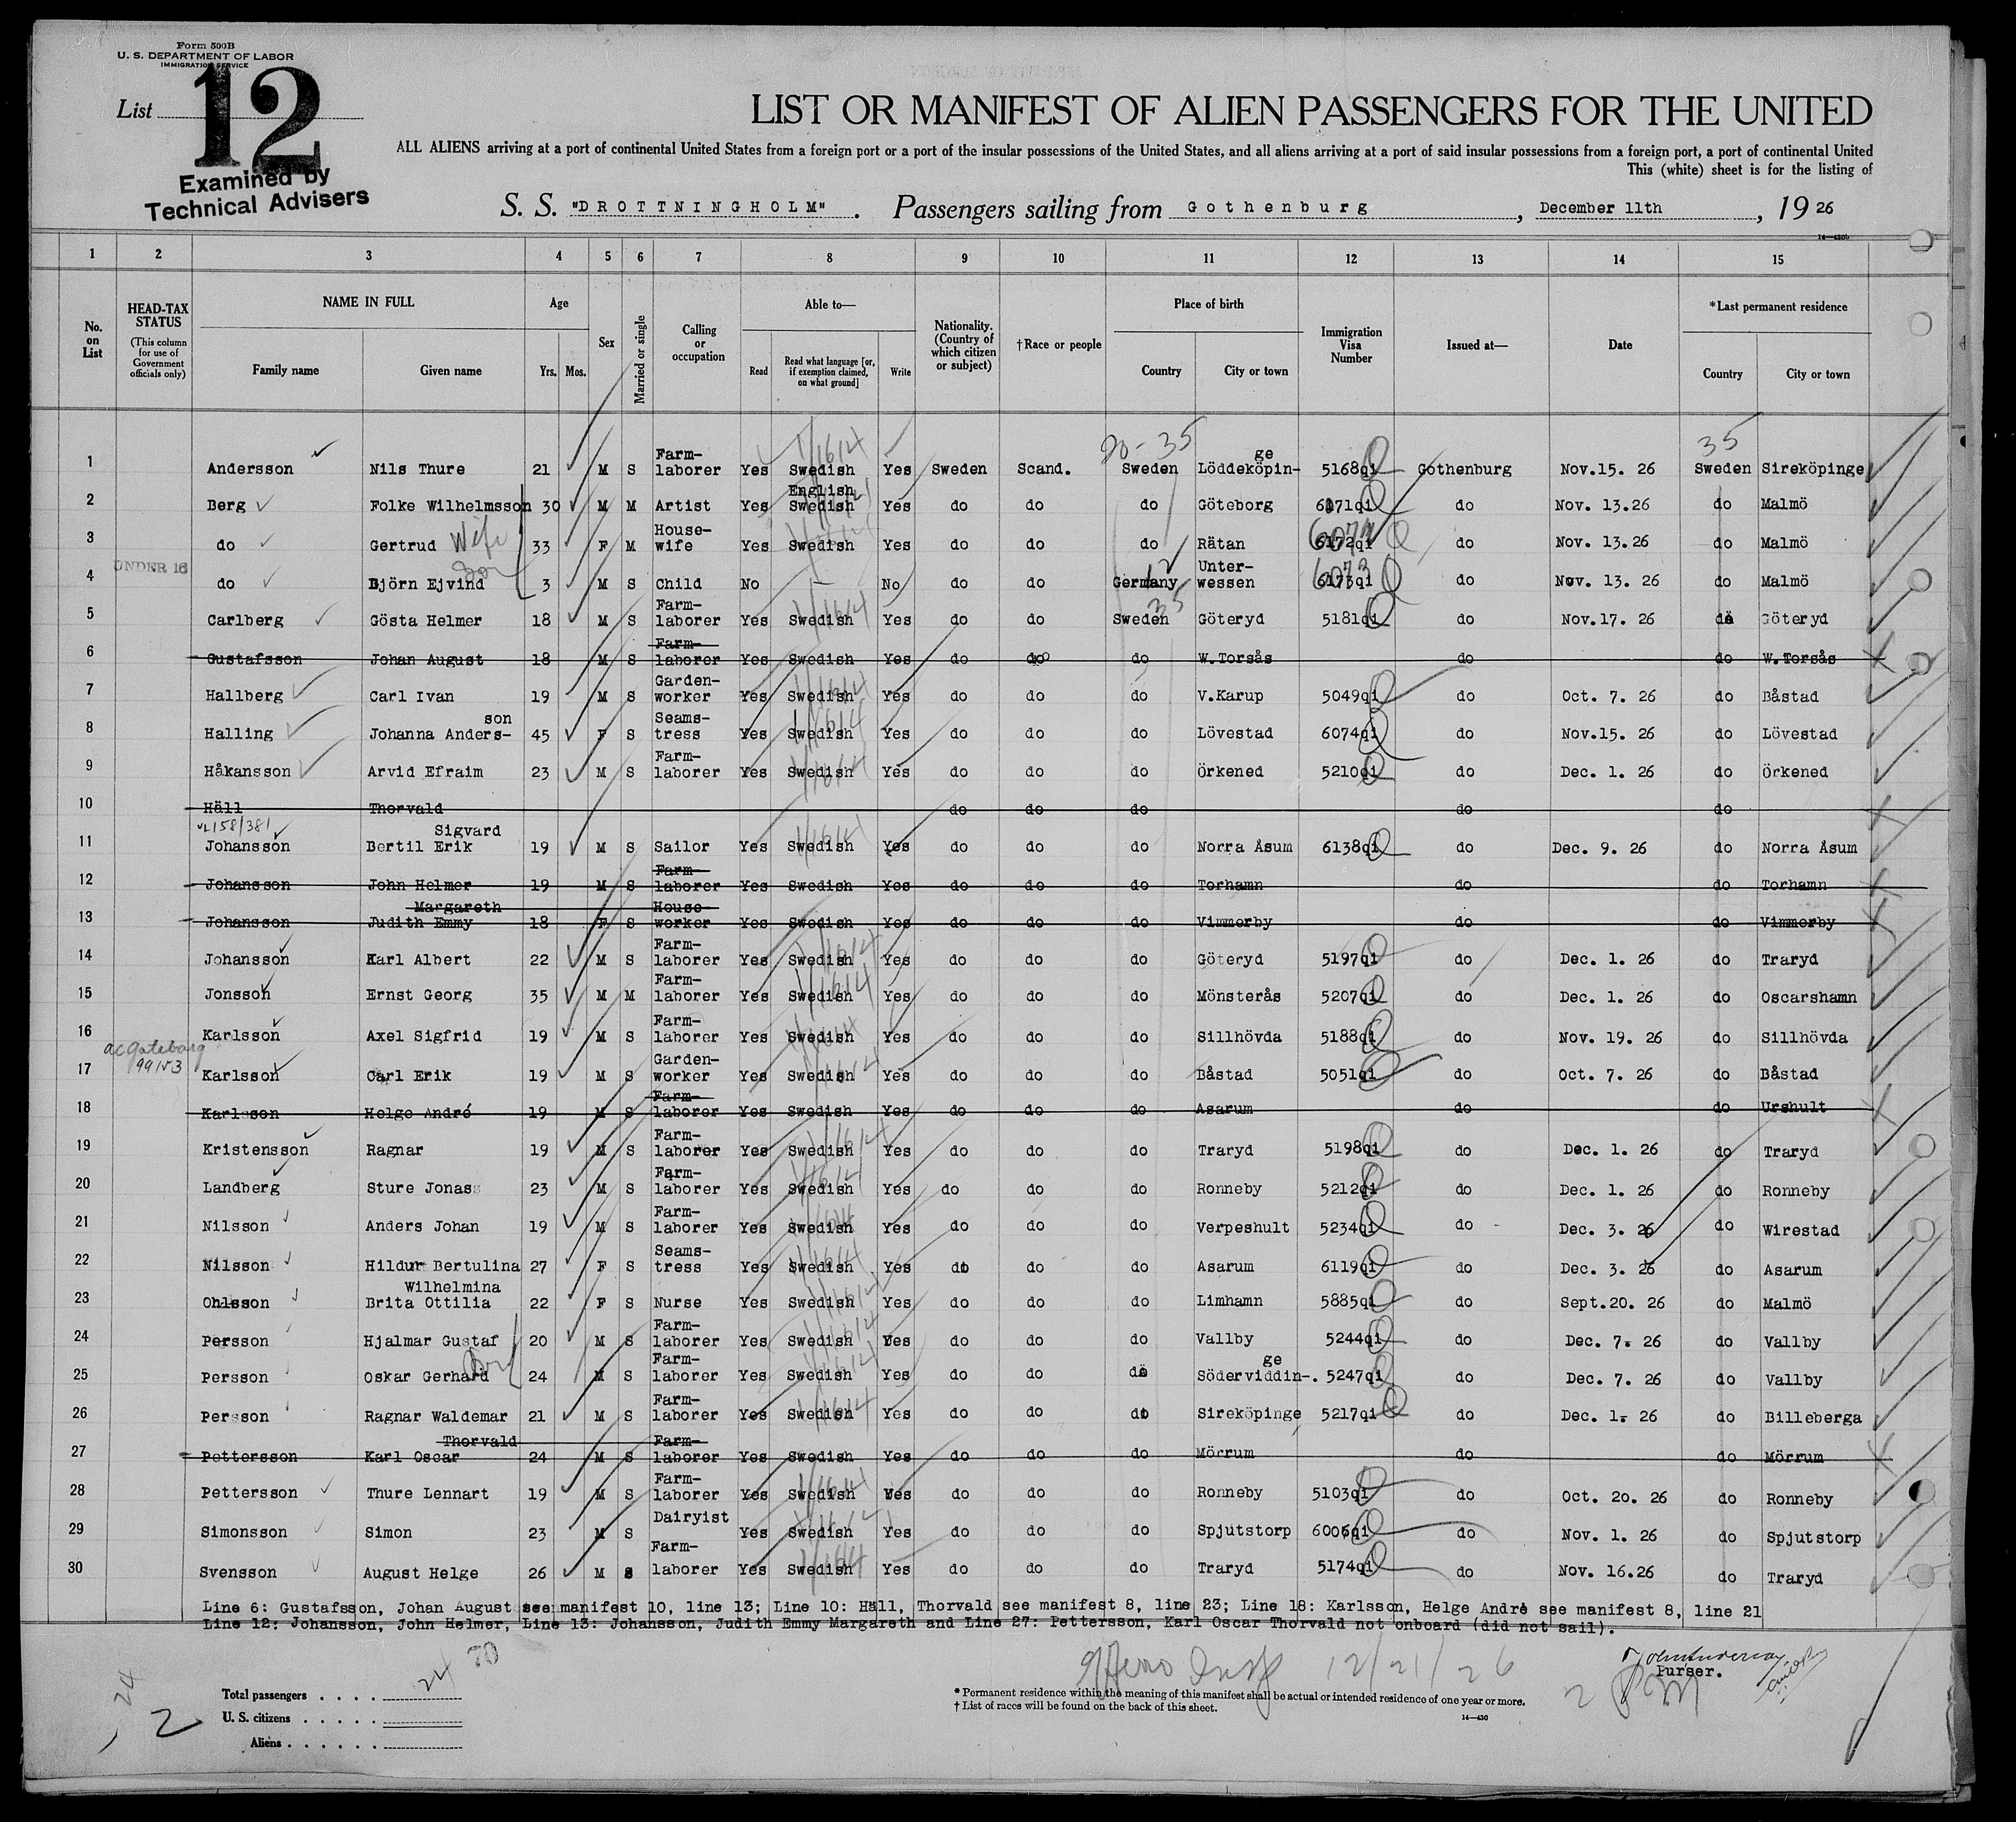 Form 500B
U. S. DEPARTMENT OF LABOR
IMMIGRATION SERVICE
List 12
Examined by
Technical Advisers
LIST OR MANIFEST OF ALIEN PASSENGERS FOR THE UNITED
ALL ALIENS arriving at a port of continental United States from a foreign port or a port of the insular possessions of the United States, and all aliens arriving at a port of said insular possessions from a foreign port, a port of continental United
This (white) sheet is for the listing of
S. S. "DROTTNINGHOLM". Passengers sailing from Gothenburg, December 11th, 19 26
14—430b
1 2 3 4 5 6 7 8 9 10 11 12 13 14 15
No. on List
HEAD-TAX STATUS (This column for use of Government officials only)
NAME IN FULL
Family name Given name
Age Yrs. Mos.
Sex
Married or single
Calling or occupation
Able to—
Read Read what language [or, if exemption claimed, on what ground] Write
Nationality. (Country of which citizen or subject)
†Race or people
Place of birth
Country City or town
Immigration Visa Number
Issued at—
Date
*Last permanent residence
Country City or town
20-35 35
1 Andersson Nils Thure 21 M S Farm-laborer Yes Swedish Yes Sweden Scand. Sweden Löddeköpin-ge 5168qi Gothenburg Nov.15. 26 Sweden Sireköpinge
2 Berg Folke Wilhelmsson 30 M M Artist Yes English Swedish Yes do do do Göteborg 6171qi do Nov. 13.26 do Malmö
3 do Gertrud Wife 33 F M House-wife Yes Swedish Yes do do do Rätan 6172qi 6072 do Nov. 13.26 do Malmö
4 UNDER 16 do Björn Ejvind Son 3 M S Child No — No do do Germany Unter-wessen 6173qi 6073 do Nov. 13. 26 do Malmö
5 Carlberg Gösta Helmer 18 M S Farm-laborer Yes Swedish Yes do do Sweden 35 Göteryd 5181qi do Nov.17. 26 do Göteryd
6 Gustafsson Johan August 18 M S Farm-laborer Yes Swedish Yes do do do W.Torsås do do W.Torsås
7 Hallberg Carl Ivan 19 M S Garden-worker Yes Swedish Yes do do do V.Karup 5049qi do Oct. 7. 26 do Båstad
8 Halling Johanna Anders-son 45 F S Seams-tress Yes Swedish Yes do do do Lövestad 6074qi do Nov.15. 26 do Lövestad
9 Håkansson Arvid Efraim 23 M S Farm-laborer Yes Swedish Yes do do do Örkened 5210qi do Dec. 1. 26 do Örkened
10 Häll Thorvald do do do do do
11 Johansson Bertil Erik Sigvard 19 M S Sailor Yes Swedish Yes do do do Norra Åsum 6138qi do Dec. 9. 26 do Norra Åsum
12 Johansson John Helmer 19 M S Farm-laborer Yes Swedish Yes do do do Torhamn do do Torhamn
13 Johansson Judith Emmy Margareth 18 F S House-worker Yes Swedish Yes do do do Vimmerby do do Vimmerby
14 Johansson Karl Albert 22 M S Farm-laborer Yes Swedish Yes do do do Göteryd 5197qi do Dec. 1. 26 do Traryd
15 Jonsson Ernst Georg 35 M M Farm-laborer Yes Swedish Yes do do do Mönsterås 5207qi do Dec. 1. 26 do Oscarshamn
16 Karlsson Axel Sigfrid 19 M S Farm-laborer Yes Swedish Yes do do do Sillhövda 5188qi do Nov. 19. 26 do Sillhövda
17 Karlsson Carl Erik 19 M S Garden-worker Yes Swedish Yes do do do Båstad 5051qi do Oct. 7. 26 do Båstad
18 Karlsson Helge André 19 M S Farm-laborer Yes Swedish Yes do do do Asarum do do Urshult
19 Kristensson Ragnar 19 M S Farm-laborer Yes Swedish Yes do do do Traryd 5198qi do Dec. 1. 26 do Traryd
20 Landberg Sture Jonas 23 M S Farm-laborer Yes Swedish Yes do do do Ronneby 5212qi do Dec. 1. 26 do Ronneby
21 Nilsson Anders Johan 19 M S Farm-laborer Yes Swedish Yes do do do Verpeshult 5234qi do Dec. 3. 26 do Wirestad
22 Nilsson Hildur Bertulina 27 F S Seams-tress Yes Swedish Yes do do do Asarum 6119qi do Dec. 3. 26 do Asarum
23 Ohlsson Brita Ottilia Wilhelmina 22 F S Nurse Yes Swedish Yes do do do Limhamn 5885qi do Sept.20. 26 do Malmö
24 Persson Hjalmar Gustaf 20 M S Farm-laborer Yes Swedish Yes do do do Vallby 5244qi do Dec. 7. 26 do Vallby
25 Persson Oskar Gerhard 24 M S Farm-laborer Yes Swedish Yes do do do Söderviddin-ge. 5247qi do Dec. 7. 26 do Vallby
26 Persson Ragnar Waldemar 21 M S Farm-laborer Yes Swedish Yes do do do Sireköpinge 5217qi do Dec. 1. 26 do Billeberga
27 Pettersson Karl Oscar Thorvald 24 M S Farm-laborer Yes Swedish Yes do do do Mörrum do do Mörrum
28 Pettersson Thure Lennart 19 M S Farm-laborer Yes Swedish Yes do do do Ronneby 5103qi do Oct. 20. 26 do Ronneby
29 Simonsson Simon 23 M S Dairyist Yes Swedish Yes do do do Spjutstorp 6006qi do Nov. 1. 26 do Spjutstorp
30 Svensson August Helge 26 M S Farm-laborer Yes Swedish Yes do do do Traryd 5174qi do Nov. 16.26 do Traryd
Line 6: Gustafsson, Johan August see manifest 10, line 13; Line 10: Häll, Thorvald see manifest 8, line 23; Line 18: Karlsson, Helge André see manifest 8, line 21
Line 12: Johansson, John Helmer, Line 13: Johansson, Judith Emmy Margareth and Line 27: Pettersson, Karl Oscar Thorvald not onboard (did not sail).
12/21/26
Purser.
Total passengers . . . . 24
U. S. citizens . . . . .
Aliens . . . . . .
2
* Permanent residence within the meaning of this manifest shall be actual or intended residence of one year or more.
† List of races will be found on the back of this sheet.
14—430